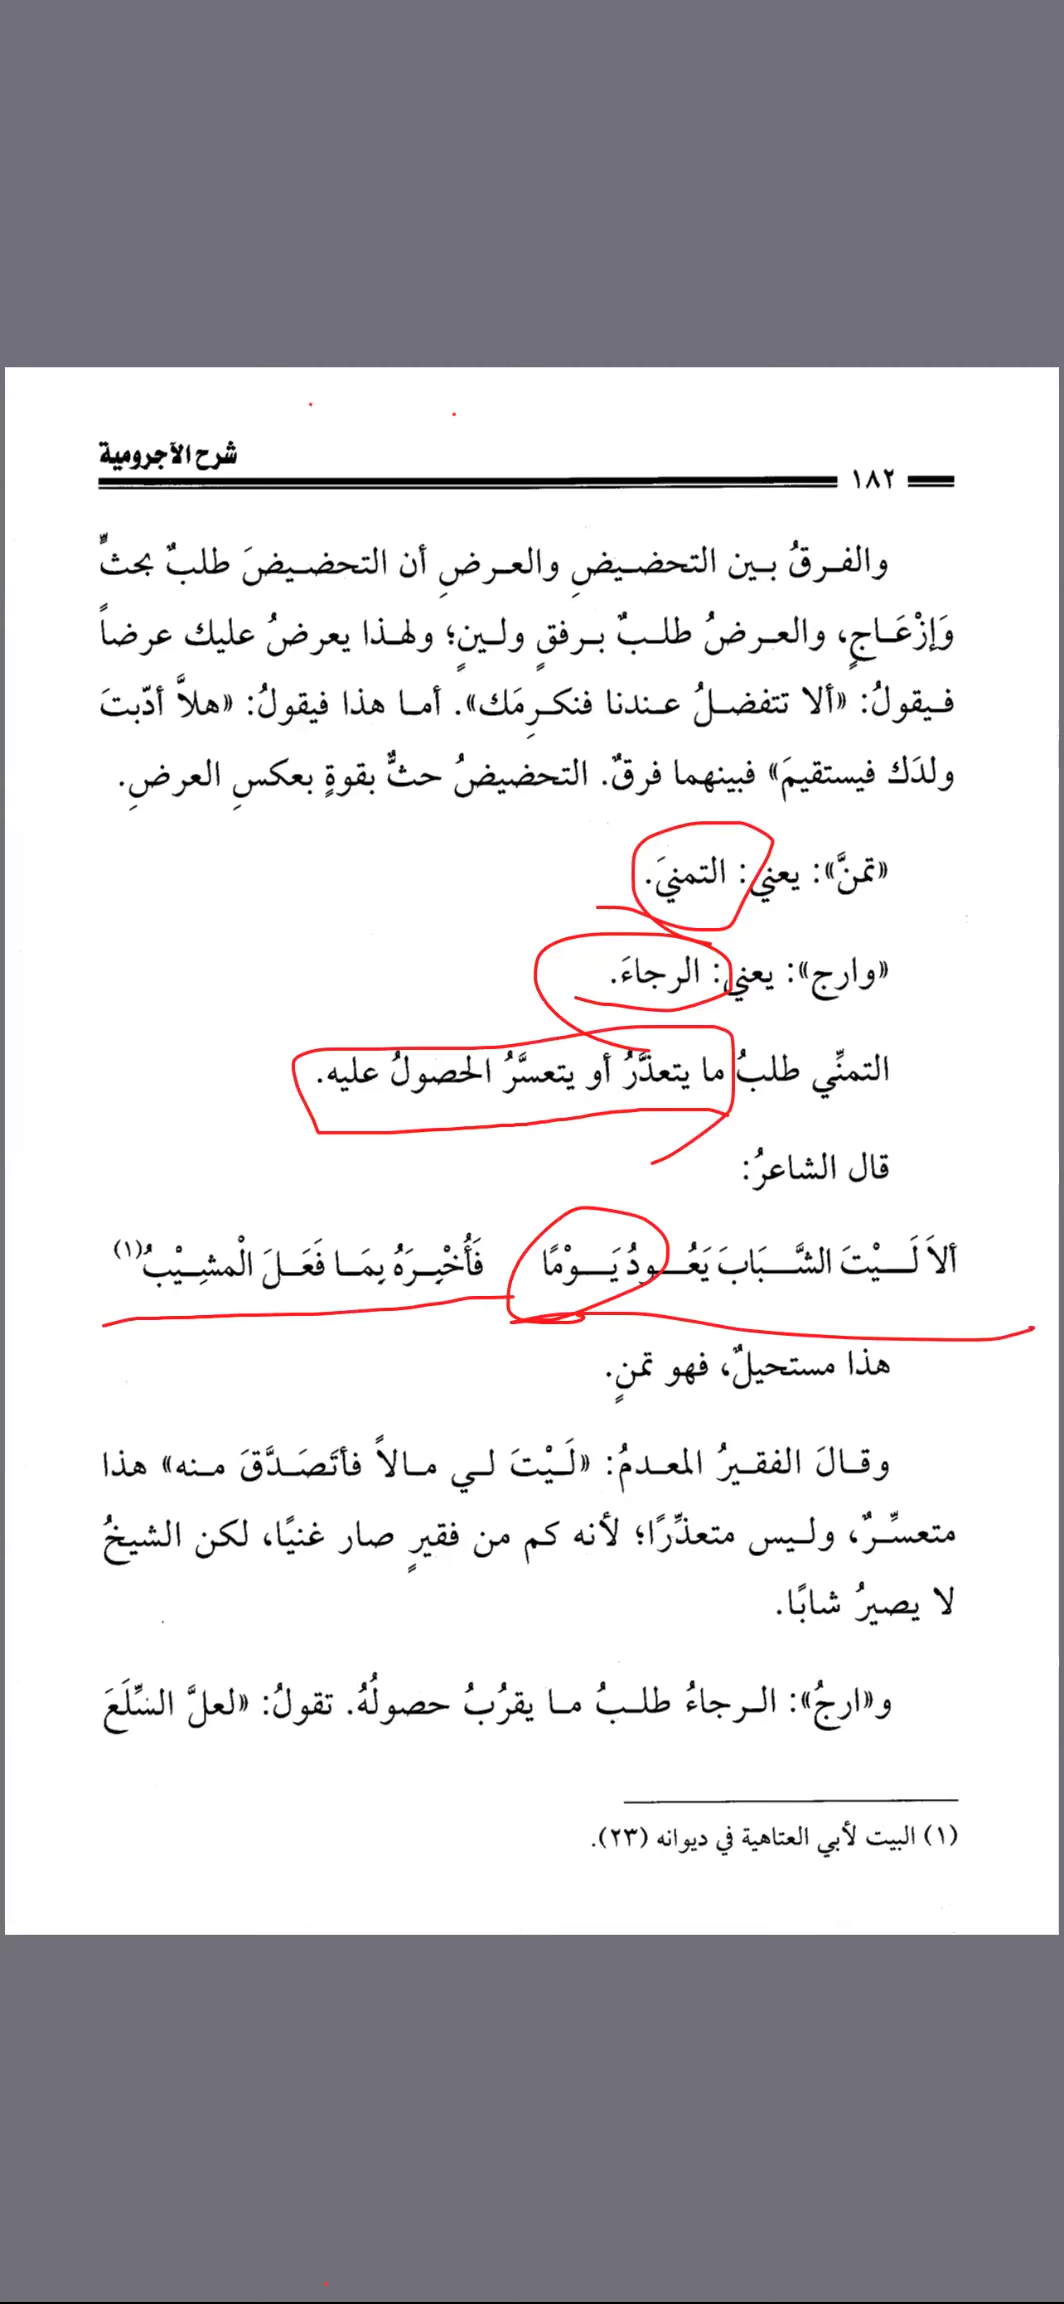 شرح الآجرومية
١٨٢
والفرقُ بين التحضيضِ والعرضِ أن التحضيضَ طلبٌ بحثٍّ
وَإزْعَاجٍ، والعرضُ طلبٌ برفقٍ ولينٍ؛ ولهذا يعرضُ عليك عرضاً
فيقولُ: «ألا تتفضلُ عندنا فنكرِمَك». أما هذا فيقولُ: «هلاَّ أدّبتَ
ولدَك فيستقيمَ» فبينهما فرقٌ. التحضيضُ حثٌّ بقوةٍ بعكسِ العرضِ.
«تمنَّ»: يعني: التمنيَ.
«وارج»: يعني: الرجاءَ.
التمنِّي طلبُ ما يتعذَّرُ أو يتعسَّرُ الحصولُ عليه.
قال الشاعرُ:
ألاَ لَيْتَ الشَّبَابَ يَعُودُ يَوْمًا فَأُخْبِرَهُ بِمَا فَعَلَ الْمشِيْبُ(١)
هذا مستحيلٌ، فهو تمنٍ.
وقالَ الفقيرُ المعدمُ: «لَيْتَ لي مالاً فأتَصَدَّقَ منه» هذا
متعسِّرٌ، وليس متعذِّرًا؛ لأنه كم من فقيرٍ صار غنيًا، لكن الشيخُ
لا يصيرُ شابًا.
و«ارجُ»: الرجاءُ طلبُ ما يقرُبُ حصولُهُ. تقولُ: «لعلَّ السِّلَعَ
(١) البيت لأبي العتاهية في ديوانه (٢٣).